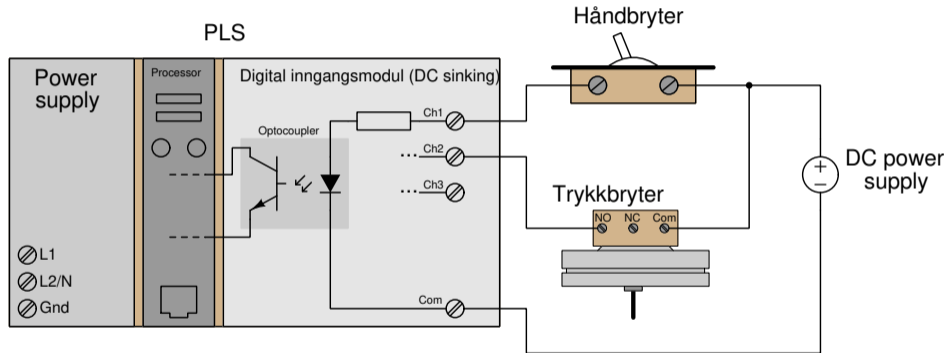 PLS
Power
supply
L1
L2/N
Gnd
Processor
Digital inngangsmodul (DC sinking)
Optocoupler
Ch1
... Ch2
... Ch3
Com
Håndbryter
Trykkbryter
NO NC Com
+
−
DC power
supply